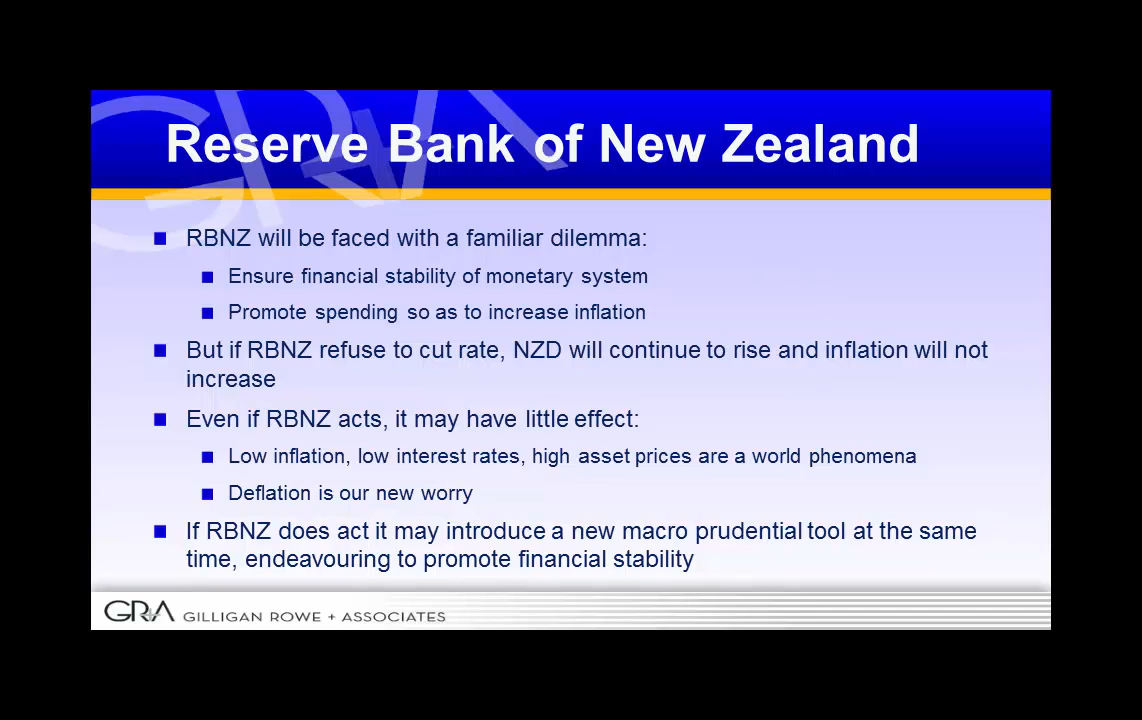 Reserve Bank of New Zealand
RBNZ will be faced with a familiar dilemma:
Ensure financial stability of monetary system
Promote spending so as to increase inflation
But if RBNZ refuse to cut rate, NZD will continue to rise and inflation will not
increase
Even if RBNZ acts, it may have little effect:
Low inflation, low interest rates, high asset prices are a world phenomena
Deflation is our new worry
If RBNZ does act it may introduce a new macro prudential tool at the same
time, endeavouring to promote financial stability
GRA GILLIGAN ROWE + ASSOCIATES